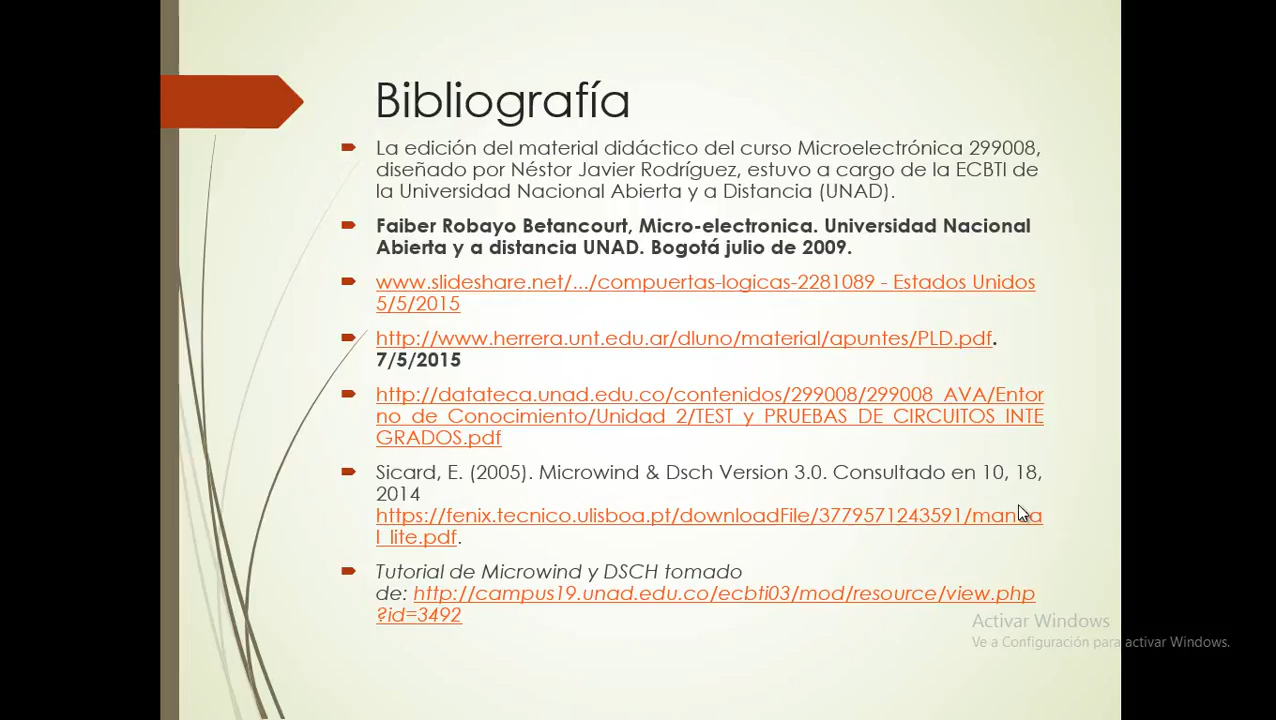 Bibliografía
La edición del material didáctico del curso Microelectrónica 299008,
diseñado por Néstor Javier Rodríguez, estuvo a cargo de la ECBTI de
la Universidad Nacional Abierta y a Distancia (UNAD).
Faiber Robayo Betancourt, Micro-electronica. Universidad Nacional
Abierta y a distancia UNAD. Bogotá julio de 2009.
www.slideshare.net/.../compuertas-logicas-2281089 - Estados Unidos
5/5/2015
http://www.herrera.unt.edu.ar/dluno/material/apuntes/PLD.pdf.
7/5/2015
http://datateca.unad.edu.co/contenidos/299008/299008_AVA/Entor
no_de_Conocimiento/Unidad_2/TEST_y_PRUEBAS_DE_CIRCUITOS_INTE
GRADOS.pdf
Sicard, E. (2005). Microwind & Dsch Version 3.0. Consultado en 10, 18,
2014
https://fenix.tecnico.ulisboa.pt/downloadFile/3779571243591/manua
l_lite.pdf.
Tutorial de Microwind y DSCH tomado
de: http://campus19.unad.edu.co/ecbti03/mod/resource/view.php
?id=3492
Activar Windows
Ve a Configuración para activar Windows.